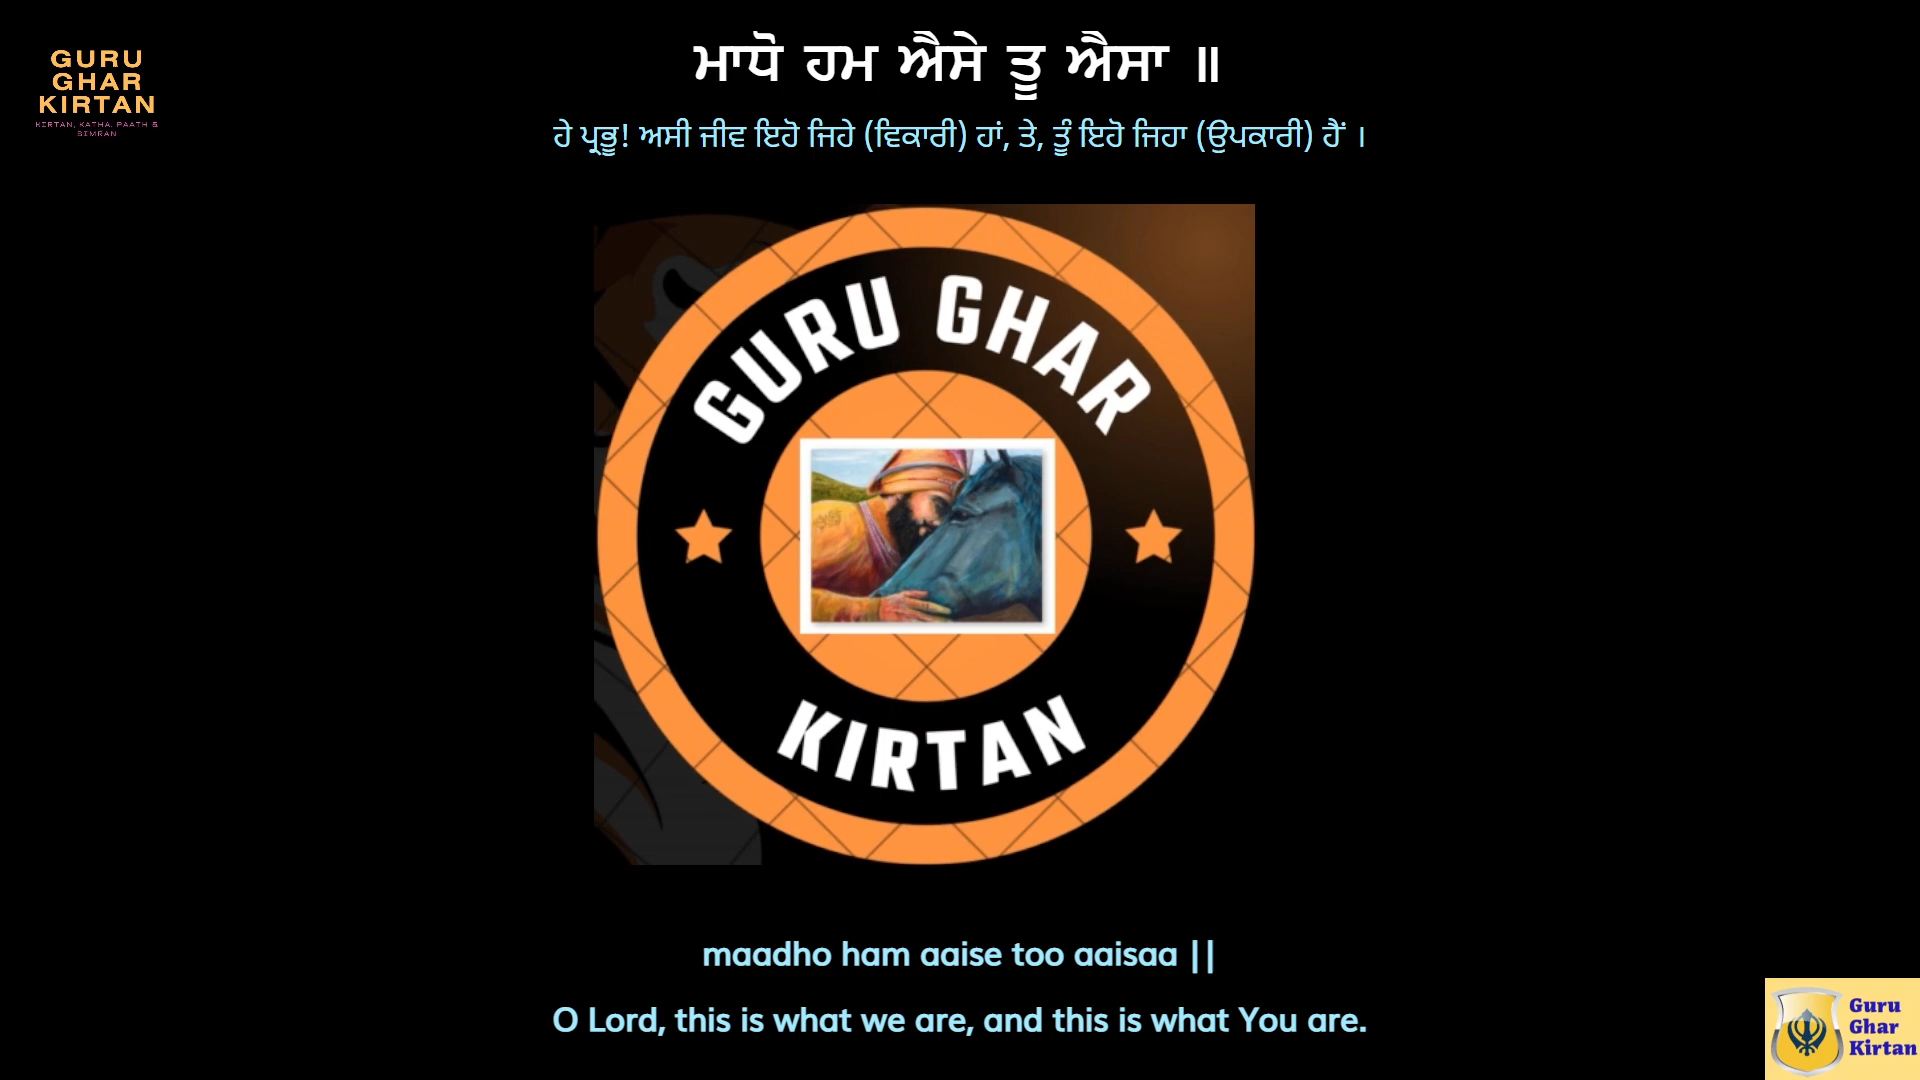 GURU
GHAR
KIRTAN
KIRTAN, KATHA, PAATH &
SIMRAN
ਮਾਧੋ ਹਮ ਐਸੇ ਤੂ ਐਸਾ ॥
ਹੇ ਪ੍ਰਭੂ! ਅਸੀ ਜੀਵ ਇਹੋ ਜਿਹੇ (ਵਿਕਾਰੀ) ਹਾਂ, ਤੇ, ਤੂੰ ਇਹੋ ਜਿਹਾ (ਉਪਕਾਰੀ) ਹੈਂ ।
GURU GHAR
KIRTAN
maadho ham aaise too aaisaa ||
O Lord, this is what we are, and this is what You are.
Guru
Ghar
Kirtan